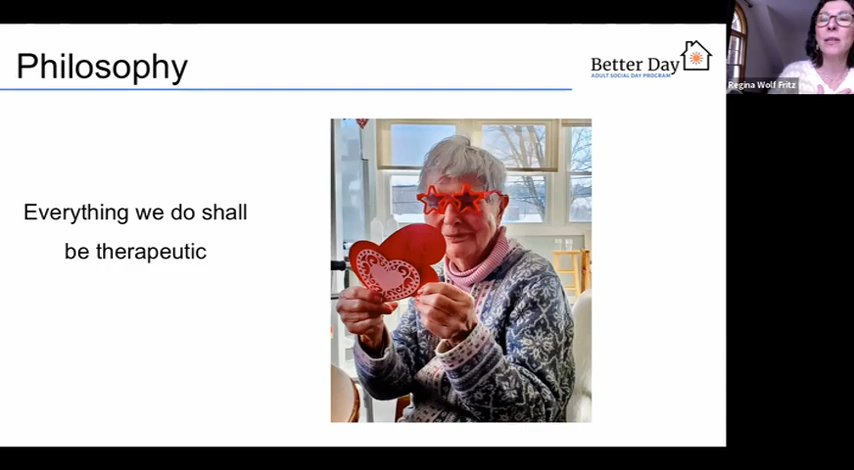 Philosophy
Better Day
ADULT SOCIAL DAY PROGRAM
Regina Wolf Fritz
Everything we do shall
be therapeutic